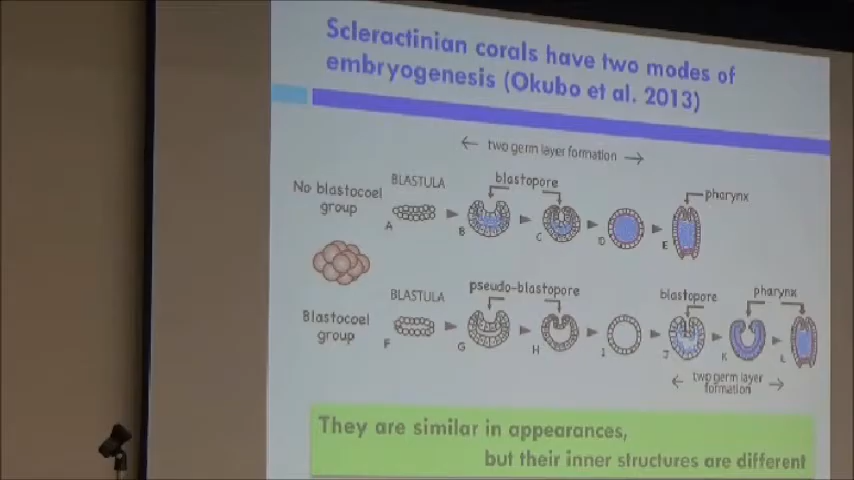 Scleractinian corals have two modes of
embryogenesis (Okubo et al. 2013)
← two germ layer formation →
No blastocoel
group
BLASTULA
blastopore
pharynx
A
B
C
D
E
Blastocoel
group
BLASTULA
pseudo-blastopore
blastopore
pharynx
F
G
H
I
J
K
L
← two germ layer →
formation
They are similar in appearances,
but their inner structures are different